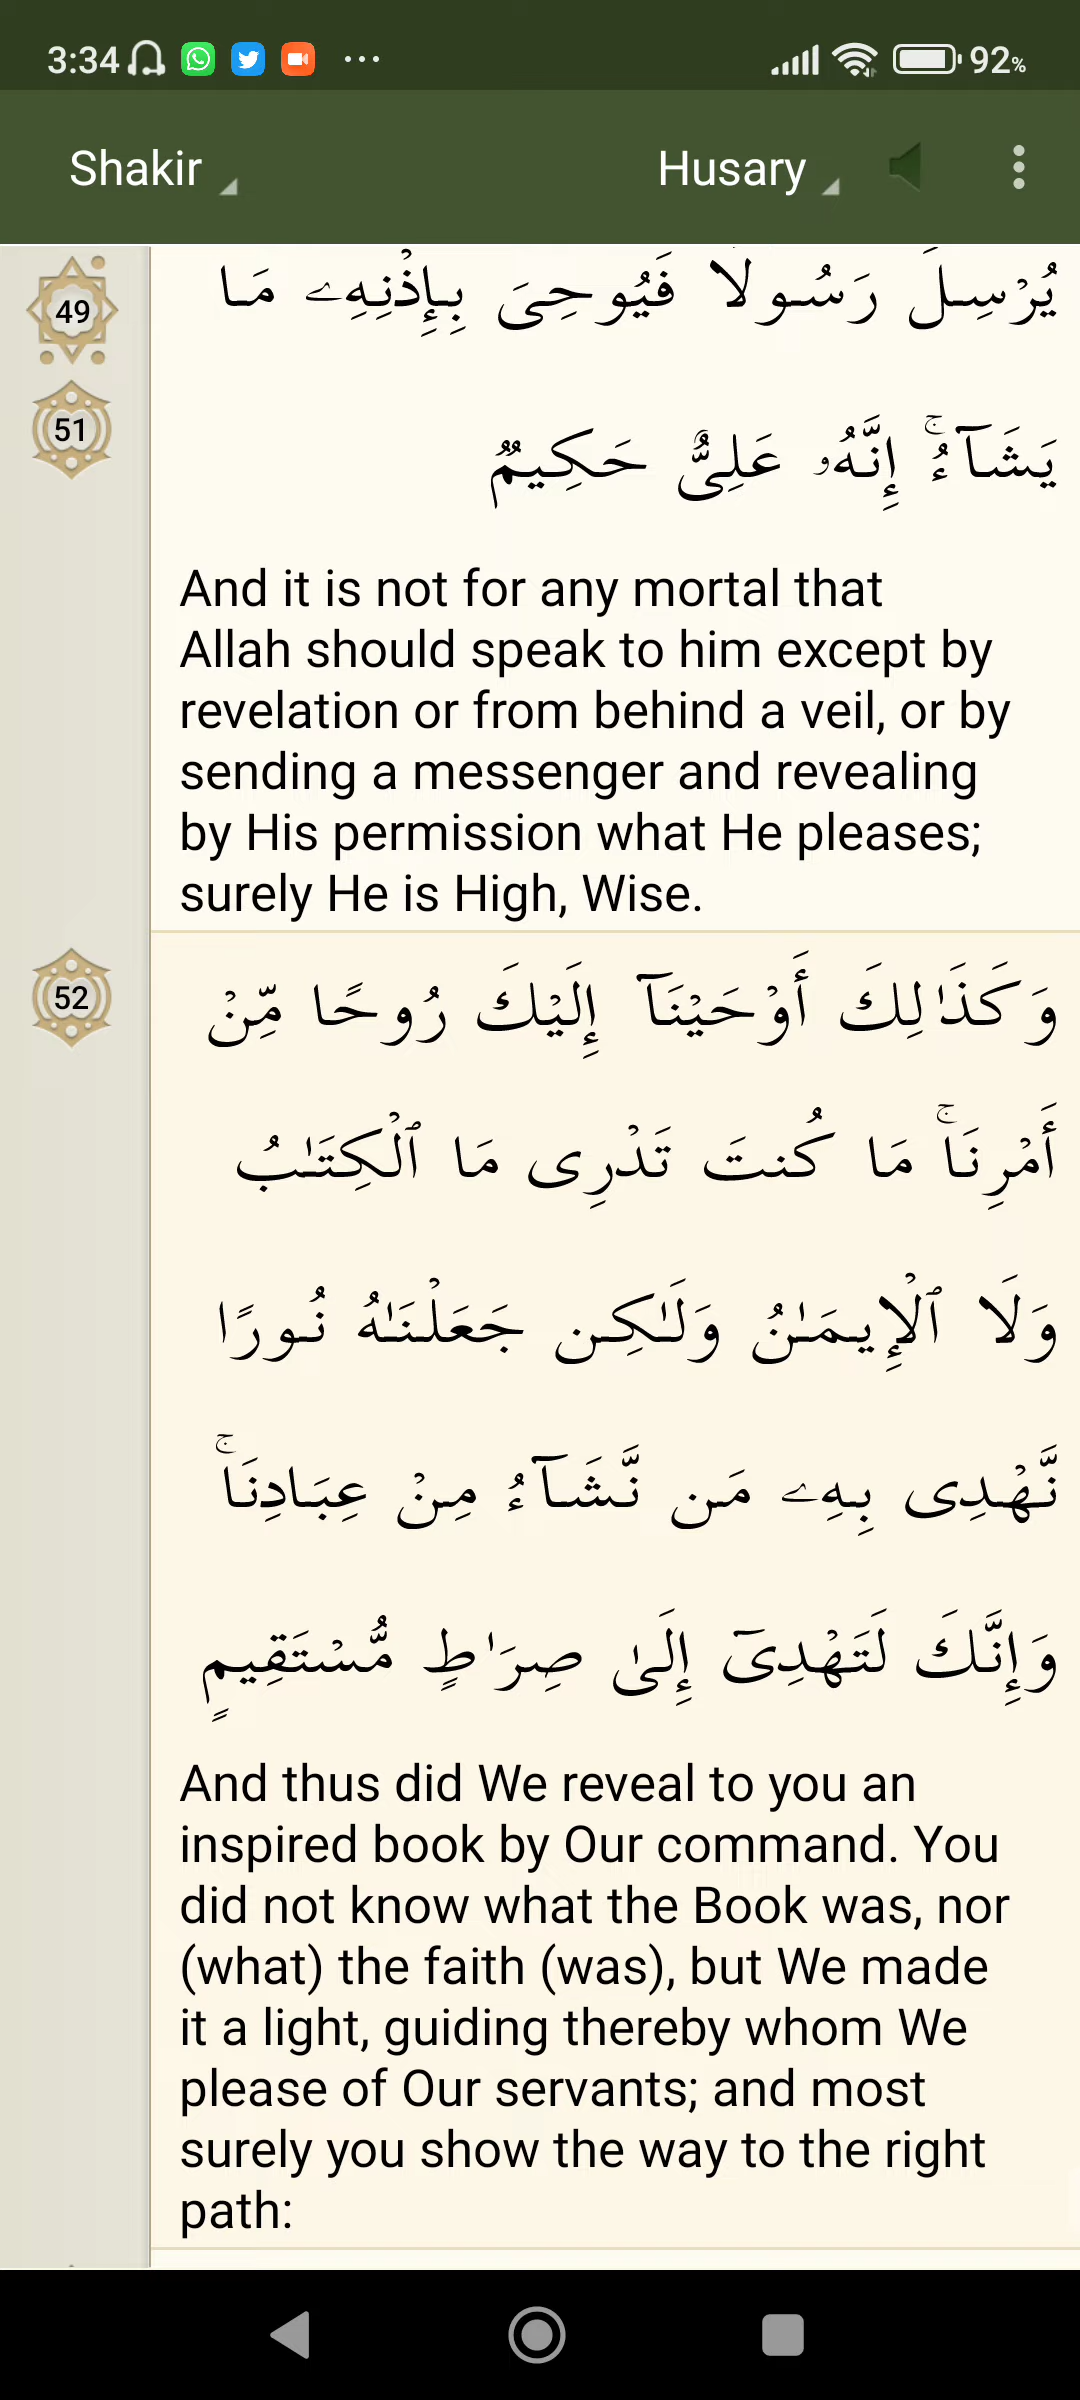 3:34 ... 92%
Shakir Husary
49
يُرْسِلَ رَسُولًا فَيُوحِىَ بِإِذْنِهِۦ مَا
51
يَشَآءُ ۚ إِنَّهُۥ عَلِىٌّ حَكِيمٌ
And it is not for any mortal that
Allah should speak to him except by
revelation or from behind a veil, or by
sending a messenger and revealing
by His permission what He pleases;
surely He is High, Wise.
52
وَكَذَٰلِكَ أَوْحَيْنَآ إِلَيْكَ رُوحًا مِّنْ
أَمْرِنَا ۚ مَا كُنتَ تَدْرِى مَا ٱلْكِتَـٰبُ
وَلَا ٱلْإِيمَـٰنُ وَلَـٰكِن جَعَلْنَـٰهُ نُورًا
نَّهْدِى بِهِۦ مَن نَّشَآءُ مِنْ عِبَادِنَا ۚ
وَإِنَّكَ لَتَهْدِىٓ إِلَىٰ صِرَٰطٍ مُّسْتَقِيمٍ
And thus did We reveal to you an
inspired book by Our command. You
did not know what the Book was, nor
(what) the faith (was), but We made
it a light, guiding thereby whom We
please of Our servants; and most
surely you show the way to the right
path: